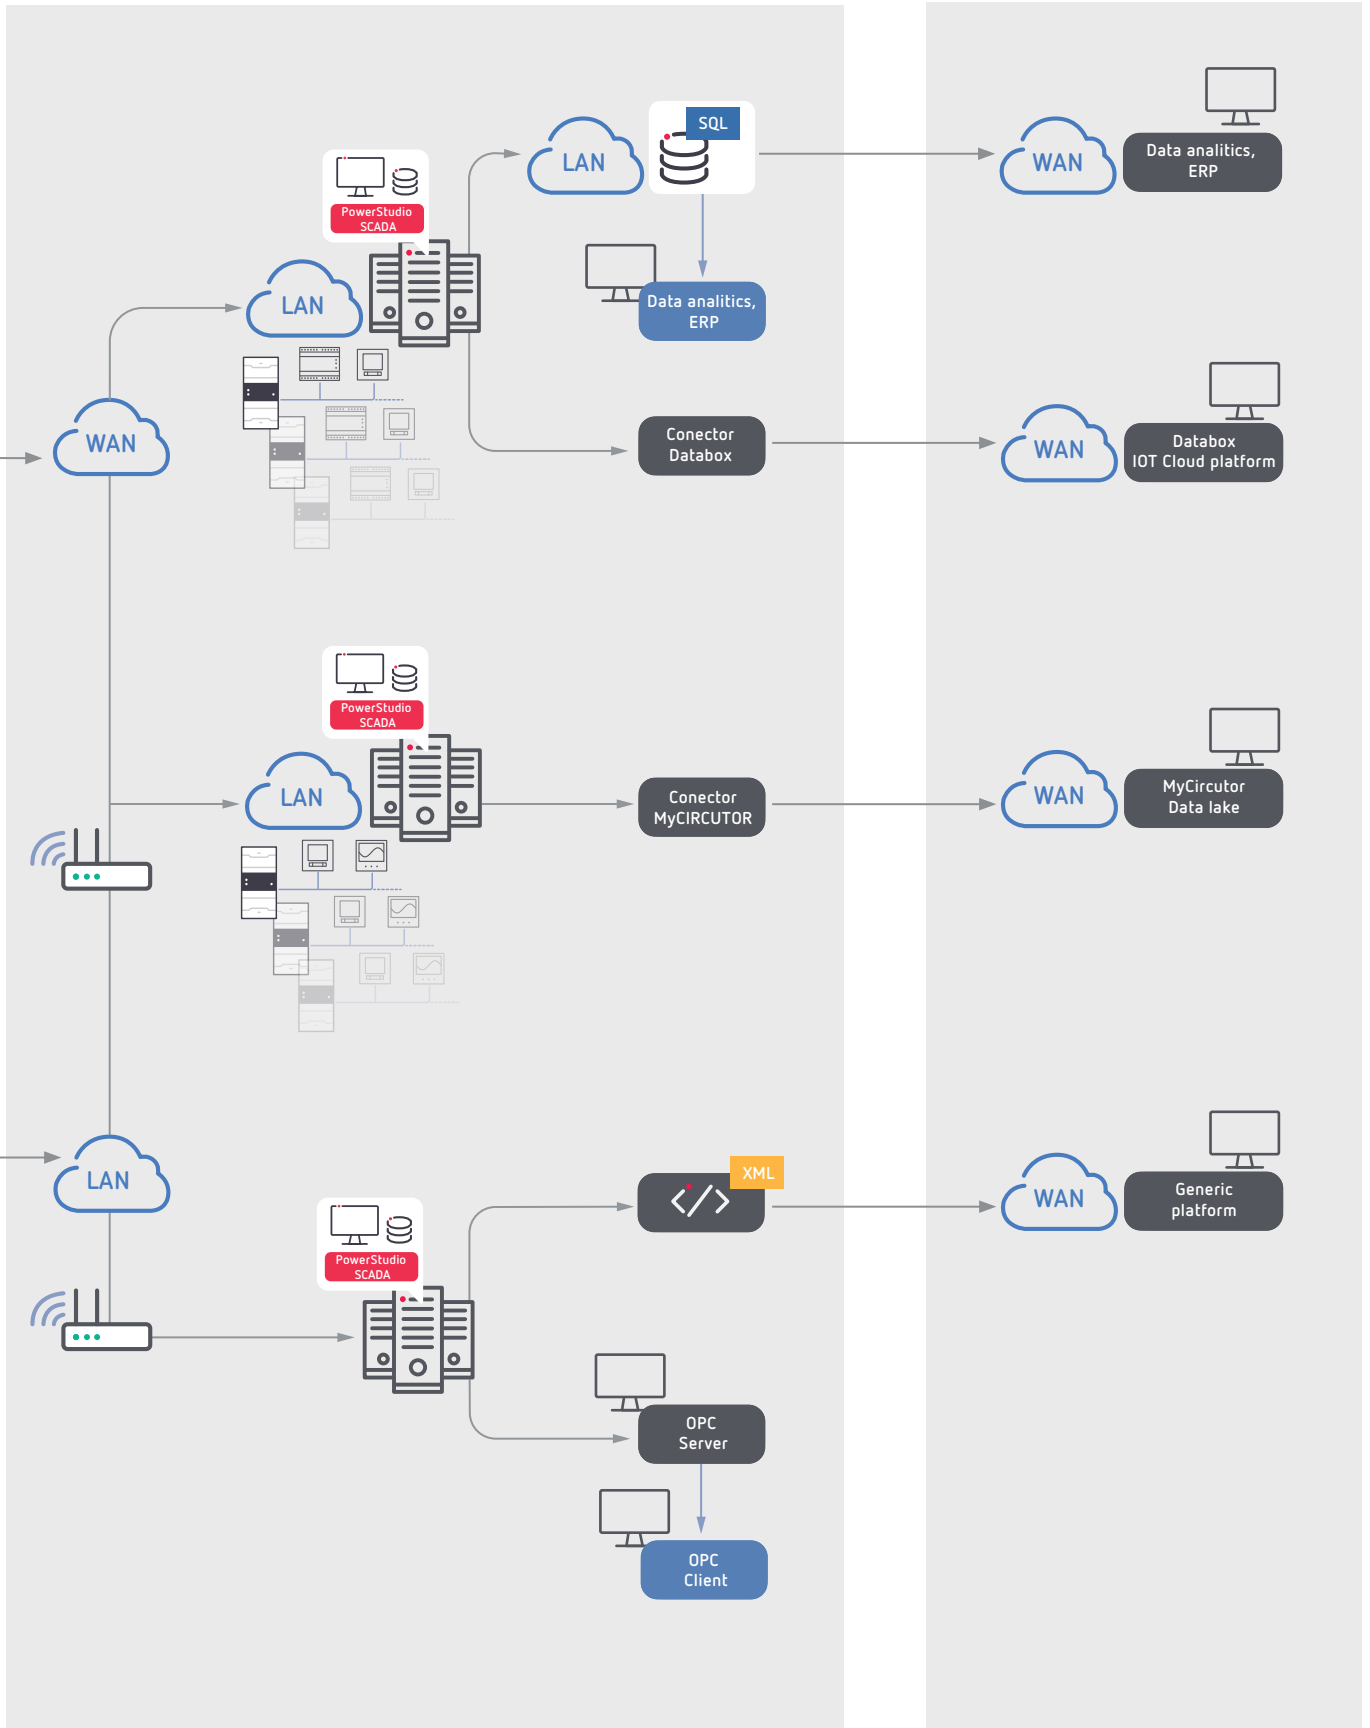 SQL
LAN
WAN
Data analitics,
ERP
PowerStudio
SCADA
LAN
Data analitics,
ERP
WAN
Conector
Databox
WAN
Databox
IOT Cloud platform
PowerStudio
SCADA
LAN
Conector
MyCIRCUTOR
WAN
MyCircutor
Data lake
LAN
XML
WAN
Generic
platform
PowerStudio
SCADA
OPC
Server
OPC
Client